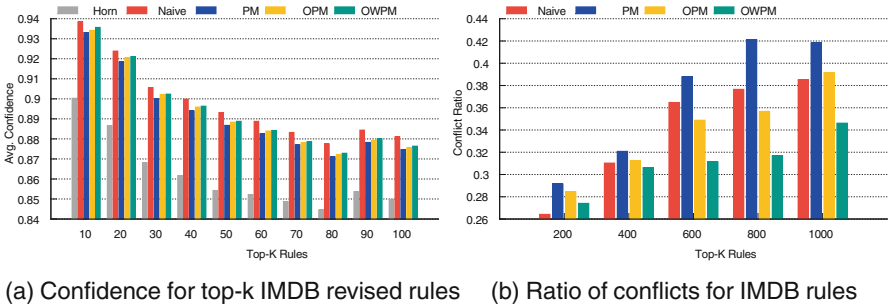 Horn Naive PM OPM OWPM
0.94
0.93
0.92
0.91
0.9
0.89
0.88
0.87
0.86
0.85
0.84
Avg. Confidence
10 20 30 40 50 60 70 80 90 100
Top-K Rules
(a) Confidence for top-k IMDB revised rules
Naive PM OPM OWPM
0.44
0.42
0.4
0.38
0.36
0.34
0.32
0.3
0.28
0.26
Conflict Ratio
200 400 600 800 1000
Top-K Rules
(b) Ratio of conflicts for IMDB rules